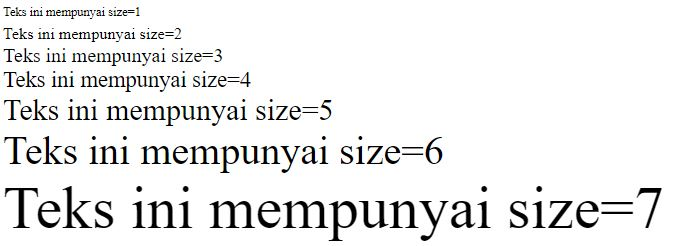 Teks ini mempunyai size=1
Teks ini mempunyai size=2
Teks ini mempunyai size=3
Teks ini mempunyai size=4
Teks ini mempunyai size=5
Teks ini mempunyai size=6
Teks ini mempunyai size=7